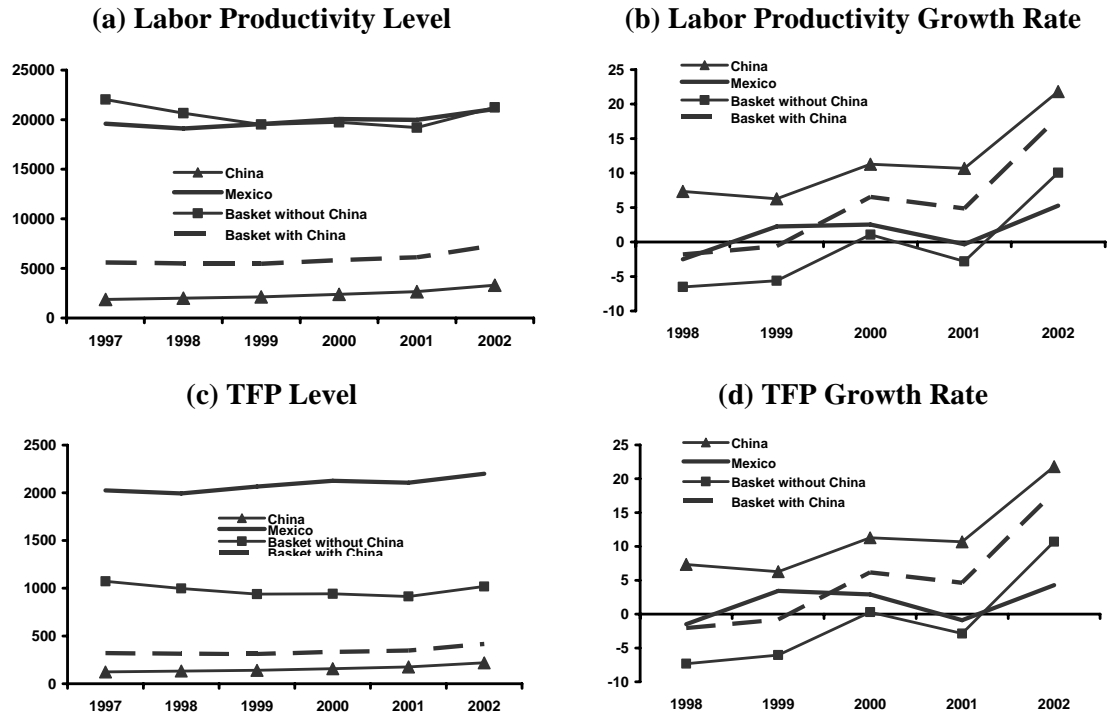 (a) Labor Productivity Level
25000
20000
15000
10000
5000
0
China
Mexico
Basket without China
Basket with China
1997 1998 1999 2000 2001 2002
(b) Labor Productivity Growth Rate
25
20
15
10
5
0
-5
-10
China
Mexico
Basket without China
Basket with China
1998 1999 2000 2001 2002
(c) TFP Level
2500
2000
1500
1000
500
0
China
Mexico
Basket without China
Basket with China
1997 1998 1999 2000 2001 2002
(d) TFP Growth Rate
25
20
15
10
5
0
-5
-10
China
Mexico
Basket without China
Basket with China
1998 1999 2000 2001 2002